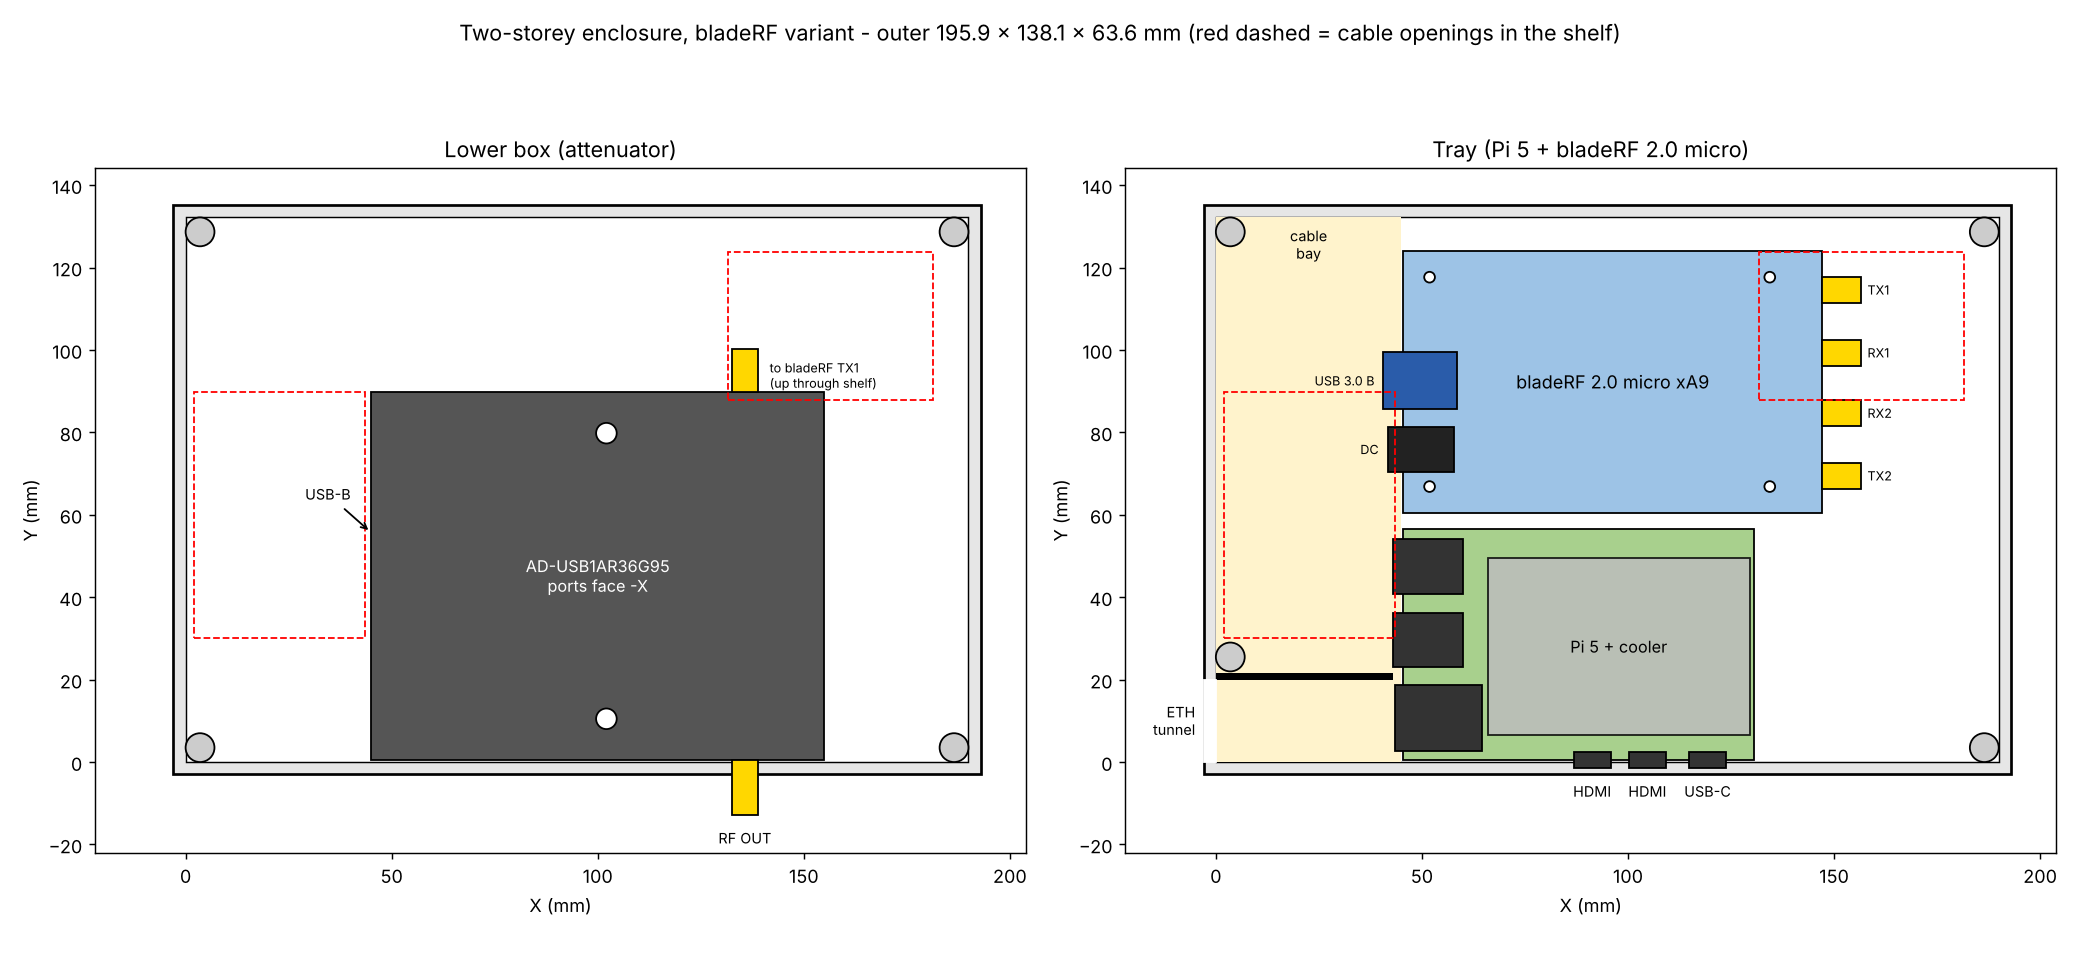 Two-storey enclosure, bladeRF variant - outer 195.9 × 138.1 × 63.6 mm (red dashed = cable openings in the shelf)
Lower box (attenuator)
140
120
100
80
60
40
20
0
−20
Y (mm)
to bladeRF TX1
(up through shelf)
USB-B
AD-USB1AR36G95
ports face -X
RF OUT
0
50
100
150
200
X (mm)
Tray (Pi 5 + bladeRF 2.0 micro)
140
120
100
80
60
40
20
0
−20
Y (mm)
cable
bay
TX1
RX1
USB 3.0 B
bladeRF 2.0 micro xA9
RX2
DC
TX2
Pi 5 + cooler
ETH
tunnel
HDMI
HDMI
USB-C
0
50
100
150
200
X (mm)